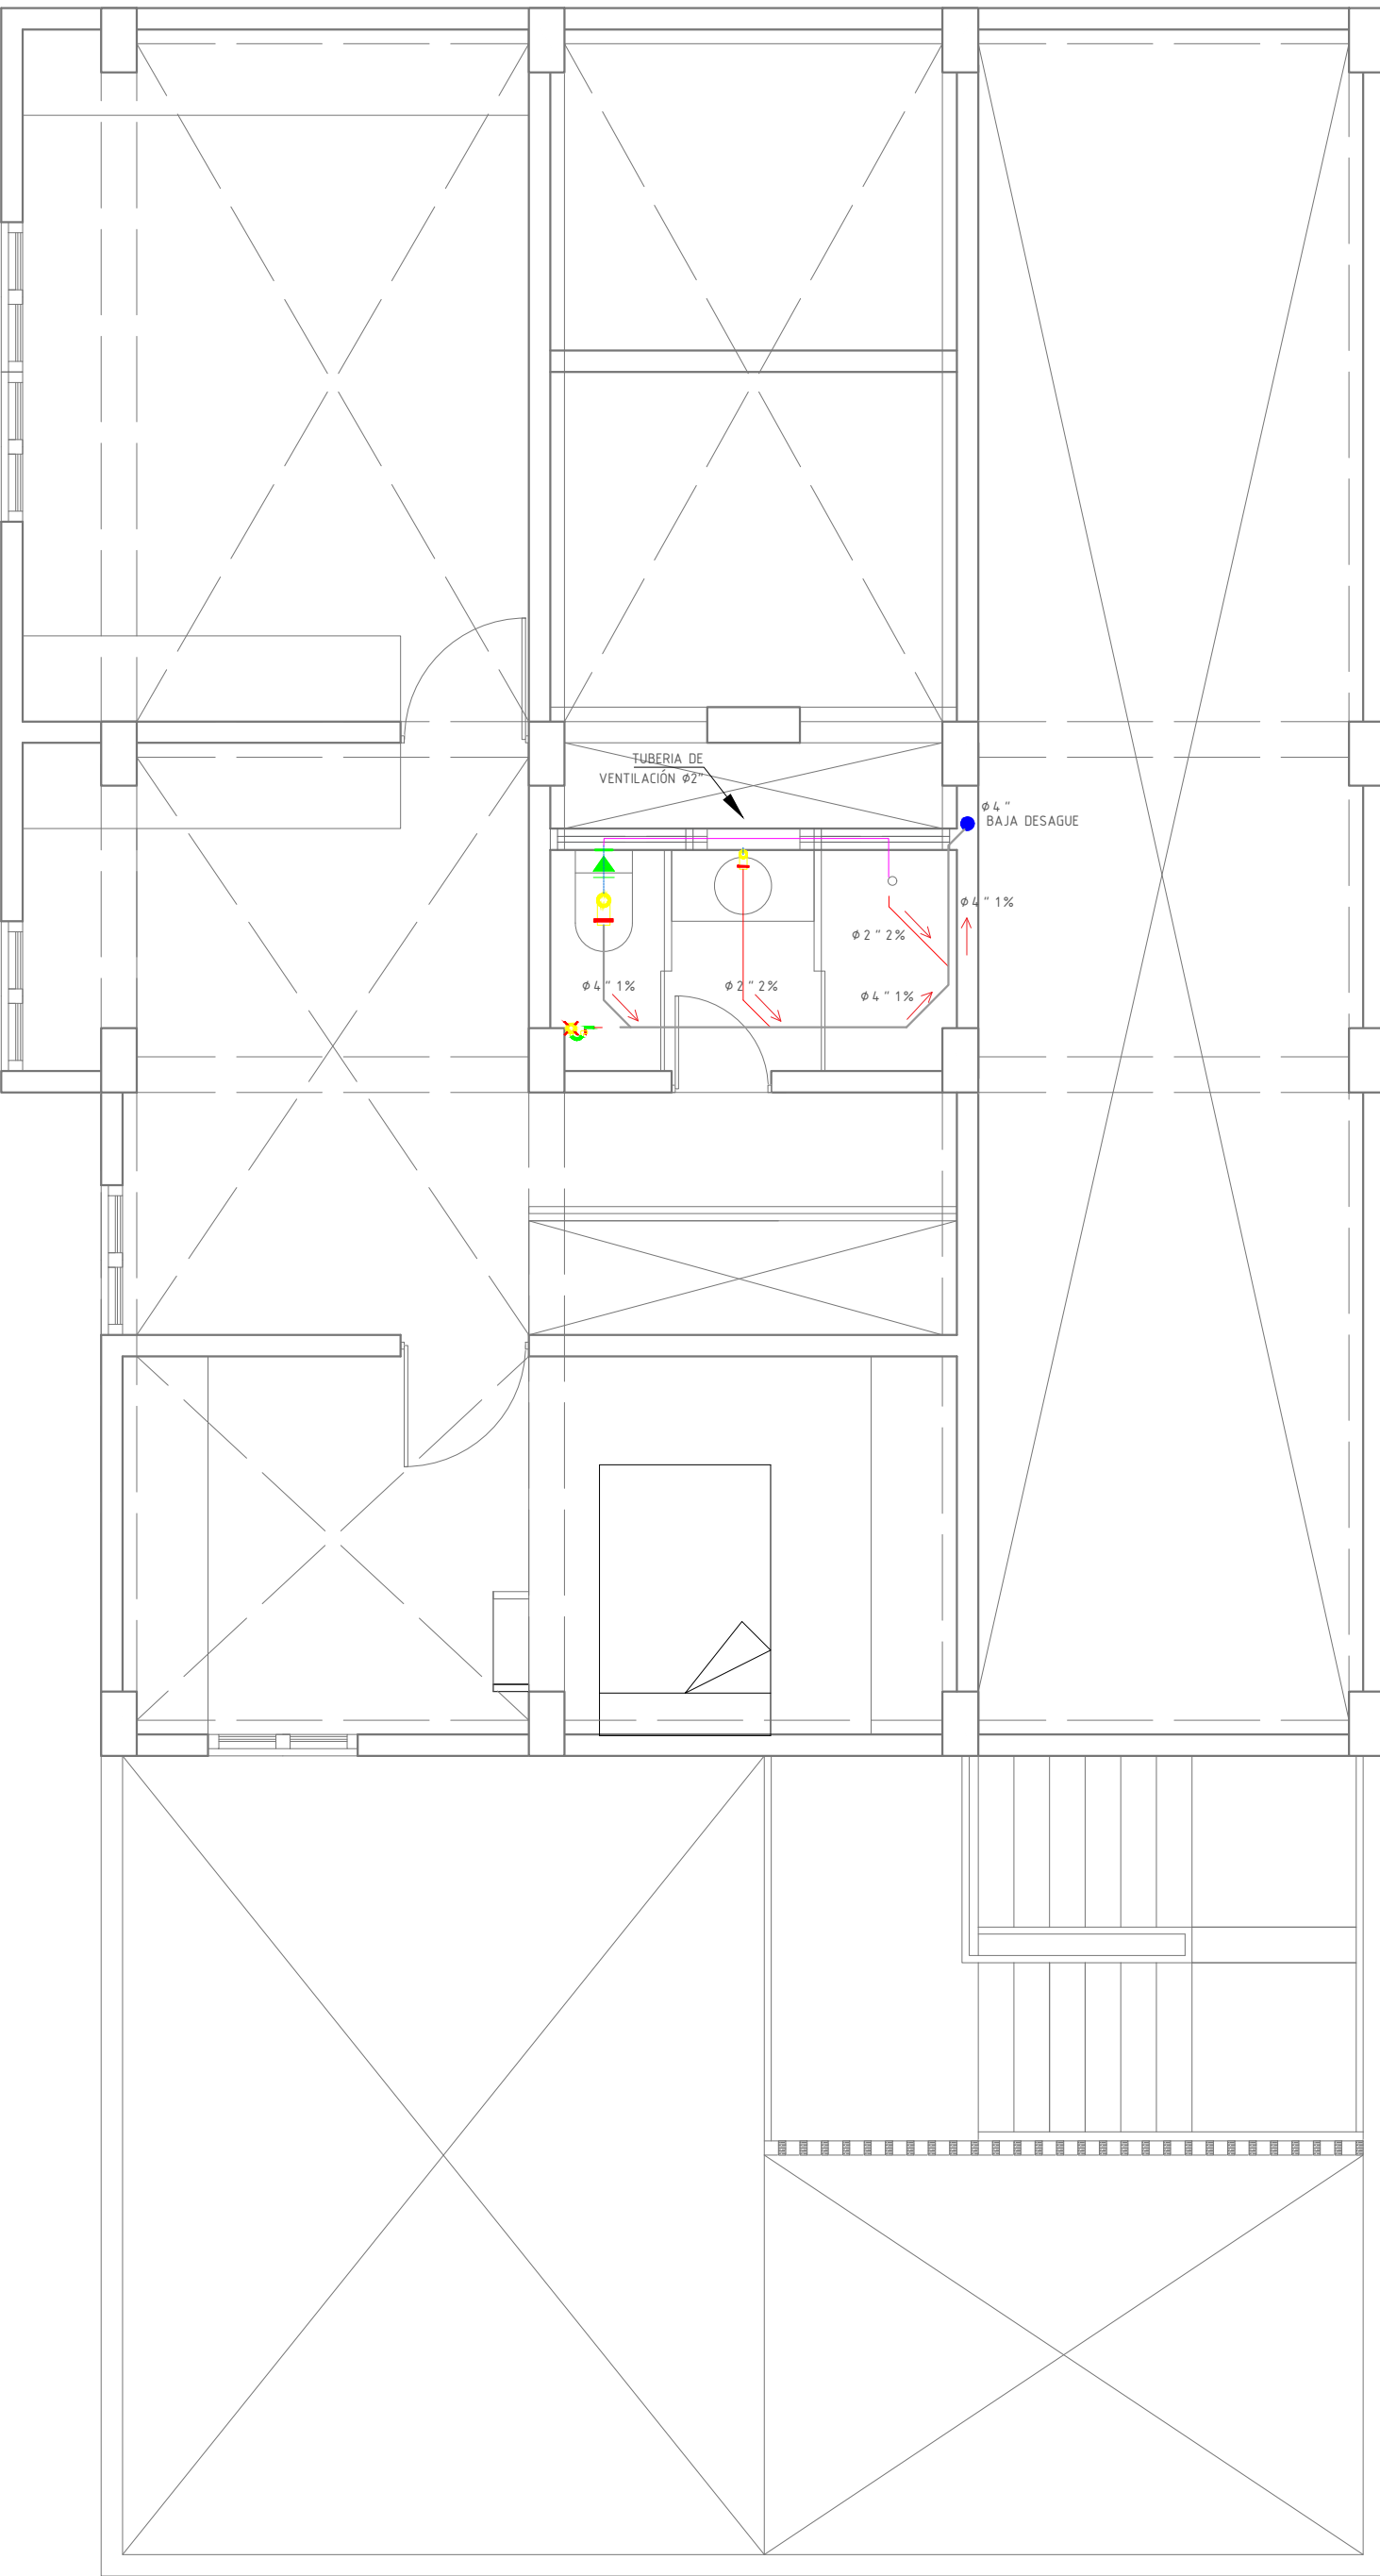 TUBERIA DE
VENTILACIÓN ø2"
ø4"
BAJA DESAGUE
ø4"1%
ø2"2%
ø4"1%
ø2"2%
ø4"1%